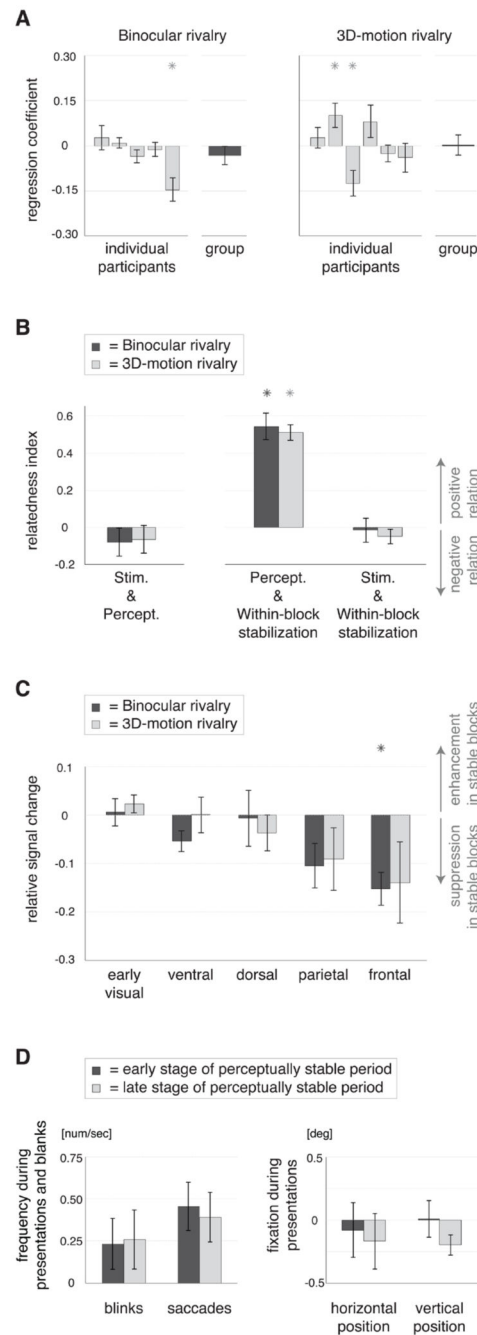 A
Binocular rivalry
3D-motion rivalry
regression coefficient
0.30
0.15
0
-0.15
-0.30
*
* *
individual
participants
group
individual
participants
group
B
= Binocular rivalry
= 3D-motion rivalry
relatedness index
0.6
0.4
0.2
0
-0.2
* *
Stim.
&
Percept.
Percept.
&
Within-block
stabilization
Stim.
&
Within-block
stabilization
positive
relation
negative
relation
C
= Binocular rivalry
= 3D-motion rivalry
relative signal change
0.1
0
-0.1
-0.2
-0.3
*
early
visual
ventral
dorsal
parietal
frontal
enhancement
in stable blocks
suppression
in stable blocks
D
= early stage of perceptually stable period
= late stage of perceptually stable period
[num/sec]
frequency during
presentations and blanks
0.75
0.50
0.25
0
blinks
saccades
[deg]
fixation during
presentations
0.5
0
-0.5
horizontal
position
vertical
position